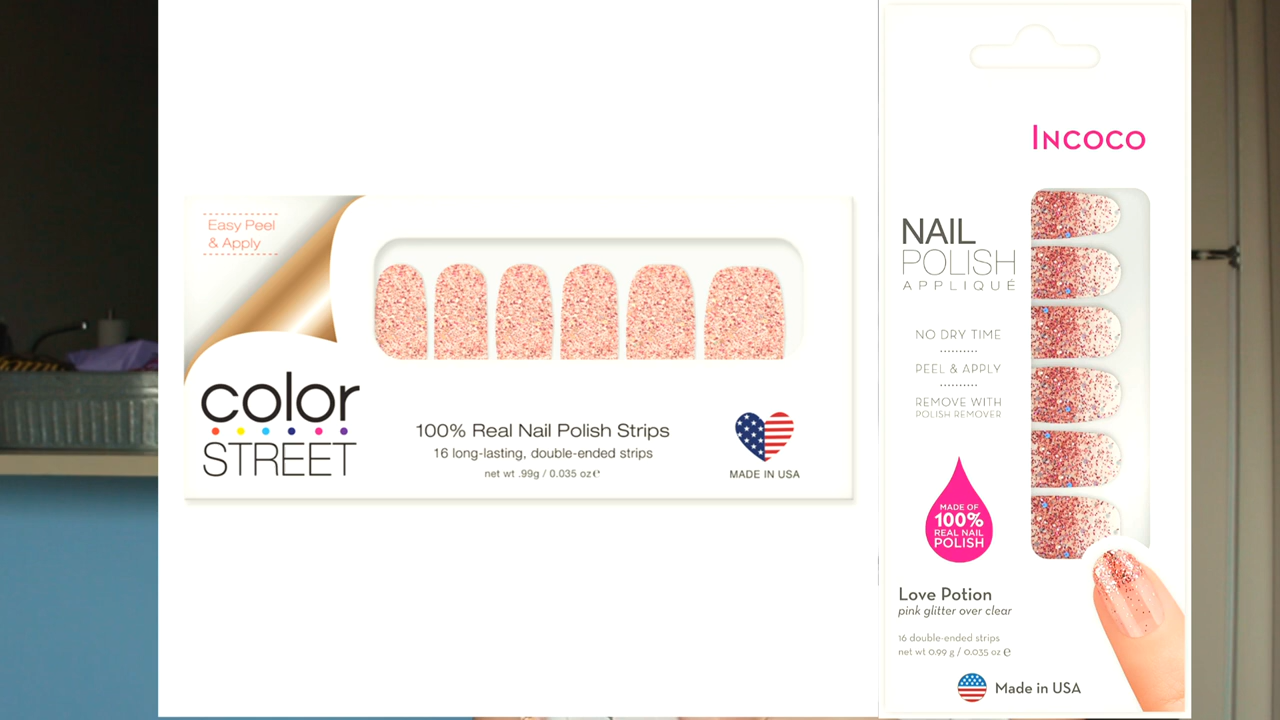 Easy Peel
& Apply
color
STREET
100% Real Nail Polish Strips
16 long-lasting, double-ended strips
net wt .99g / 0.035 oz e
MADE IN USA
INCOCO
NAIL
POLISH
APPLIQUÉ
NO DRY TIME
PEEL & APPLY
REMOVE WITH
POLISH REMOVER
MADE OF
100%
REAL NAIL
POLISH
Love Potion
pink glitter over clear
16 double-ended strips
net wt 0.99 g / 0.035 oz e
Made in USA